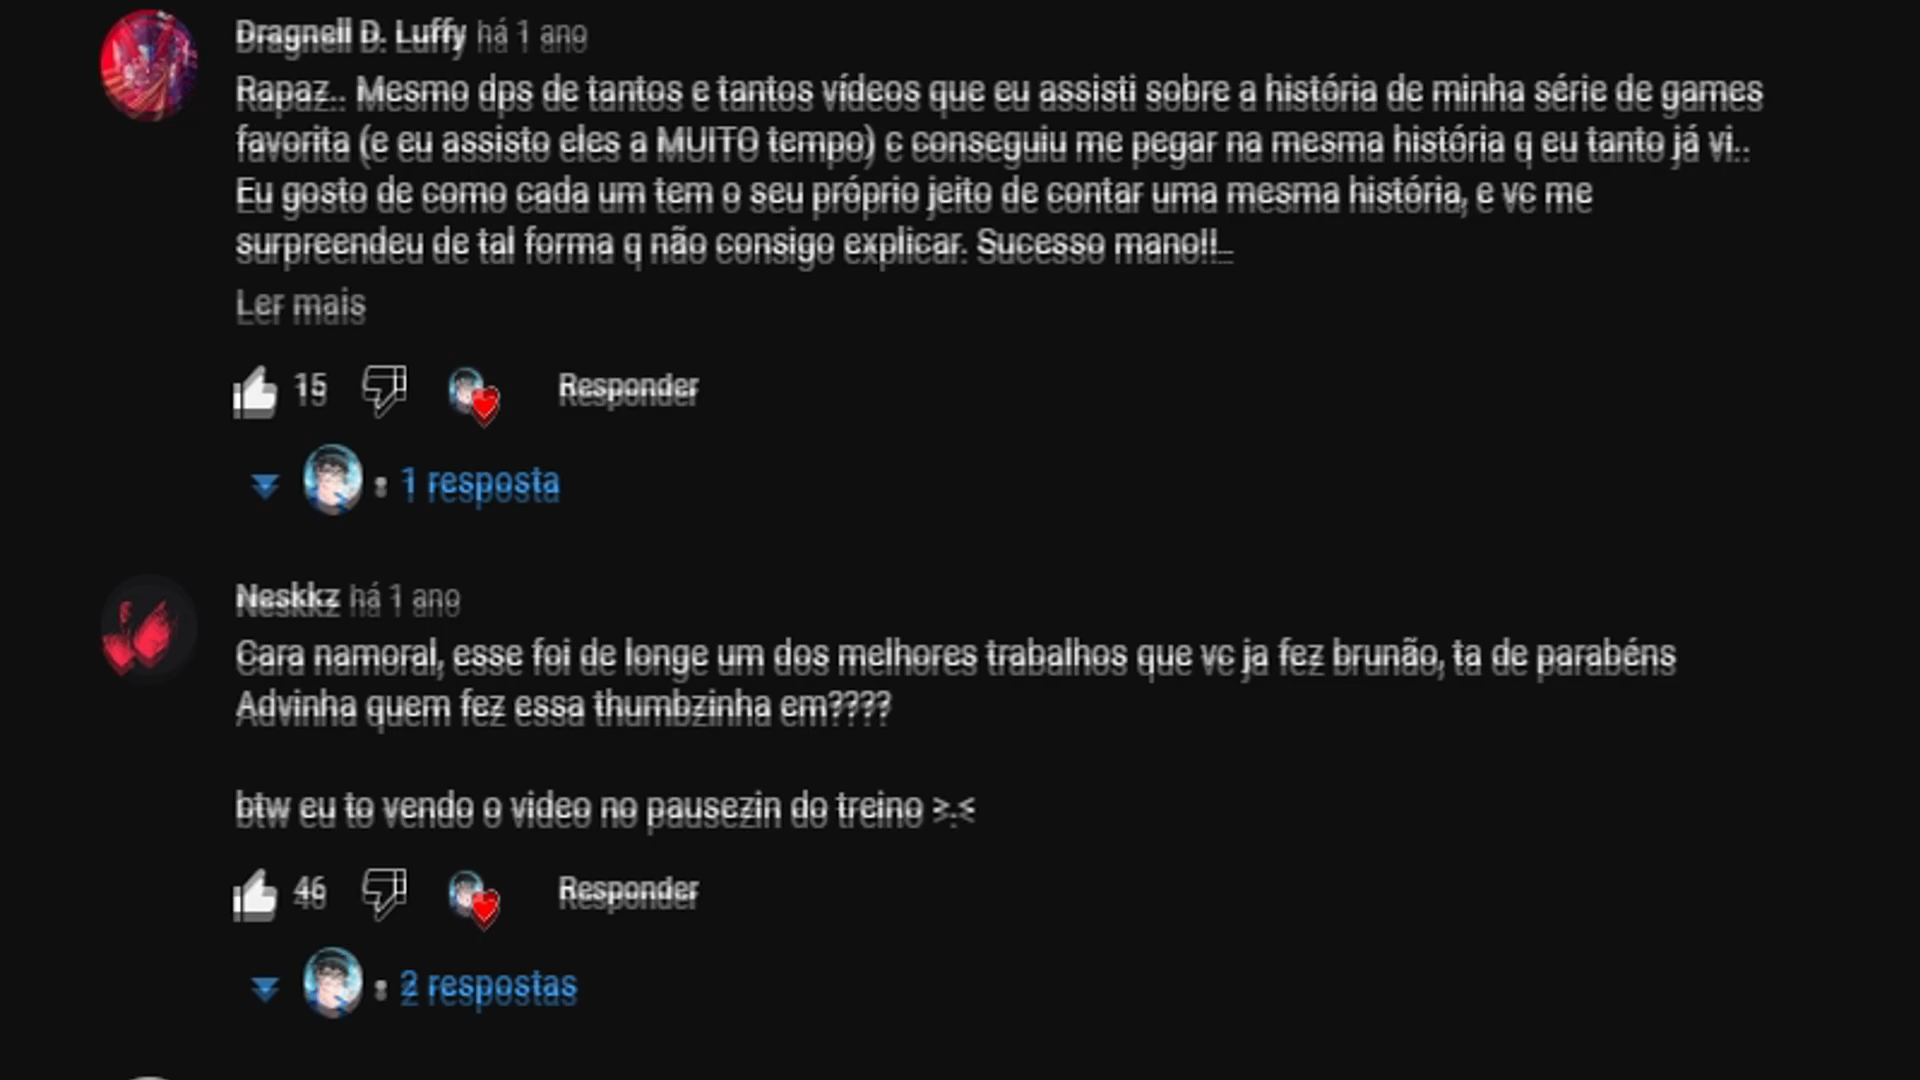 Dragnell D. Luffy há 1 ano
Rapaz.. Mesmo dps de tantos e tantos vídeos que eu assisti sobre a história de minha série de games
favorita (e eu assisto eles a MUITO tempo) c conseguiu me pegar na mesma história q eu tanto já vi..
Eu gosto de como cada um tem o seu próprio jeito de contar uma mesma história, e vc me
surpreendeu de tal forma q não consigo explicar. Sucesso mano!!...
Ler mais
15 Responder
1 resposta
Neskkz há 1 ano
Cara namoral, esse foi de longe um dos melhores trabalhos que vc ja fez brunão, ta de parabéns
Advinha quem fez essa thumbzinha em????
btw eu to vendo o video no pausezin do treino >.<
46 Responder
2 respostas